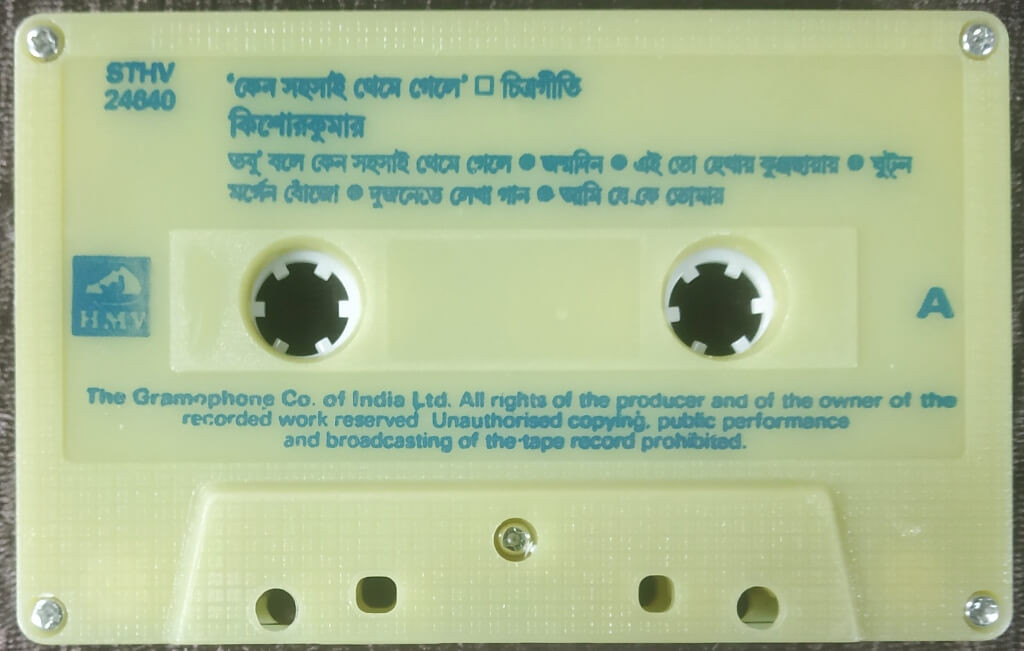 STHV
24640
'কেন সহসাই থেমে গেলে' □ চিত্রগীতি
কিশোরকুমার
তবু বলে কেন সহসাই থেমে গেলে ● জন্মদিন ● এই তো হেথায় কুঞ্জছায়ায় ●
● দুজনেতে লেখা গান ● আমি যে কে তোমার
HMV
A
The Gramophone Co. of India Ltd. All rights of the producer and of the owner of the
recorded work reserved Unauthorised copying, public performance
and broadcasting of the tape record prohibited.